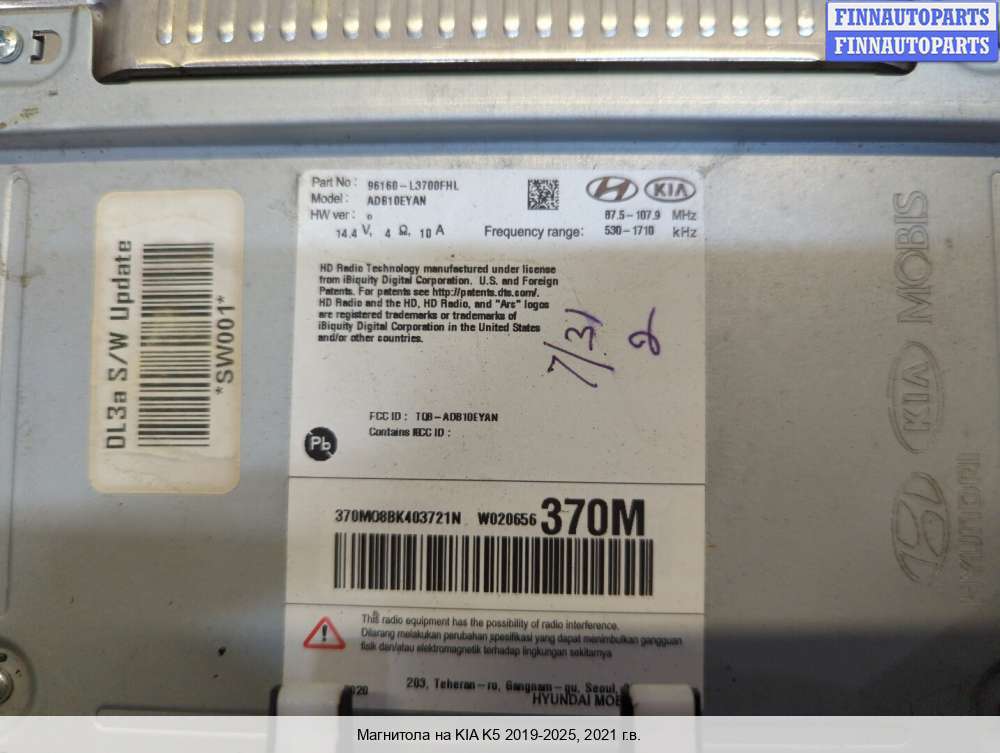 FINNAUTOPARTS
FINNAUTOPARTS
Part No : 96160-L3700FHL
Model : ADB10EYAN
HW ver :
14.4 V, 4 Ω, 10 A
HYUNDAI KIA
87.5-107.9 MHz
Frequency range: 530-1710 kHz
HD Radio Technology manufactured under license
from iBiquity Digital Corporation. U.S. and Foreign
Patents. For patents see http://patents.dts.com/.
HD Radio and the HD, HD Radio, and "Arc" logos
are registered trademarks or trademarks of
iBiquity Digital Corporation in the United States
and/or other countries.
7/31
2
FCC ID : TQ8-ADB10EYAN
Contains FCC ID :
Pb
370M08BK403721N W020656 370M
This radio equipment has the possibility of radio interference.
Dilarang melakukan perubahan spesifikasi yang dapat menimbulkan gangguan
fisik dan/atau elektromagnetik terhadap lingkungan sekitarnya
203, Teheran-ro, Gangnam-gu, Seoul,
HYUNDAI
DL3a S/W Update
*SW001*
HYUNDAI KIA MOBIS
Магнитола на KIA K5 2019-2025, 2021 г.в.